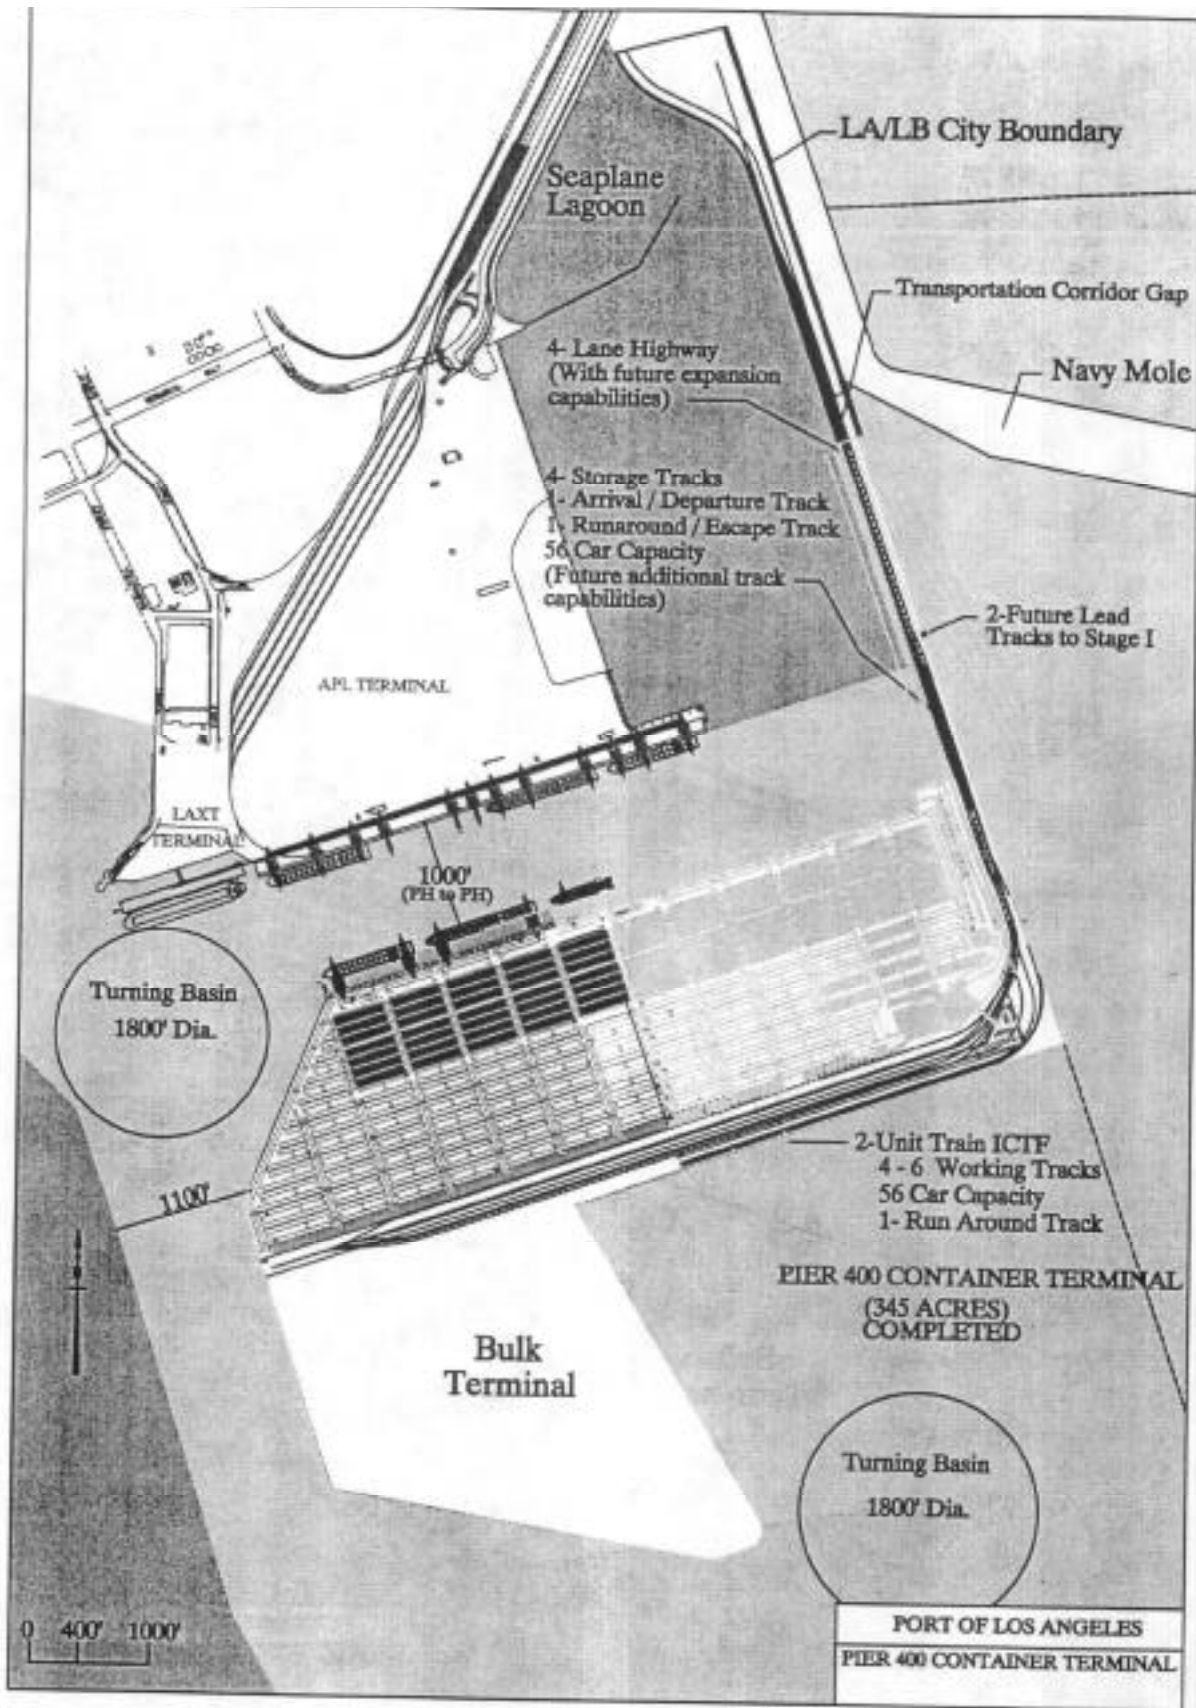 LA/LB City Boundary
Seaplane
Lagoon
Transportation Corridor Gap
4- Lane Highway
(With future expansion
capabilities)
Navy Mole
4- Storage Tracks
1- Arrival / Departure Track
1- Runaround / Escape Track
56 Car Capacity
(Future additional track
capabilities)
2-Future Lead
Tracks to Stage I
APL TERMINAL
LAXT
TERMINAL
1000'
(PH to PH)
Turning Basin
1800' Dia.
1100'
2-Unit Train ICTF
4 - 6 Working Tracks
56 Car Capacity
1- Run Around Track
PIER 400 CONTAINER TERMINAL
(345 ACRES)
COMPLETED
Bulk
Terminal
Turning Basin
1800' Dia.
0 400' 1000'
PORT OF LOS ANGELES
PIER 400 CONTAINER TERMINAL